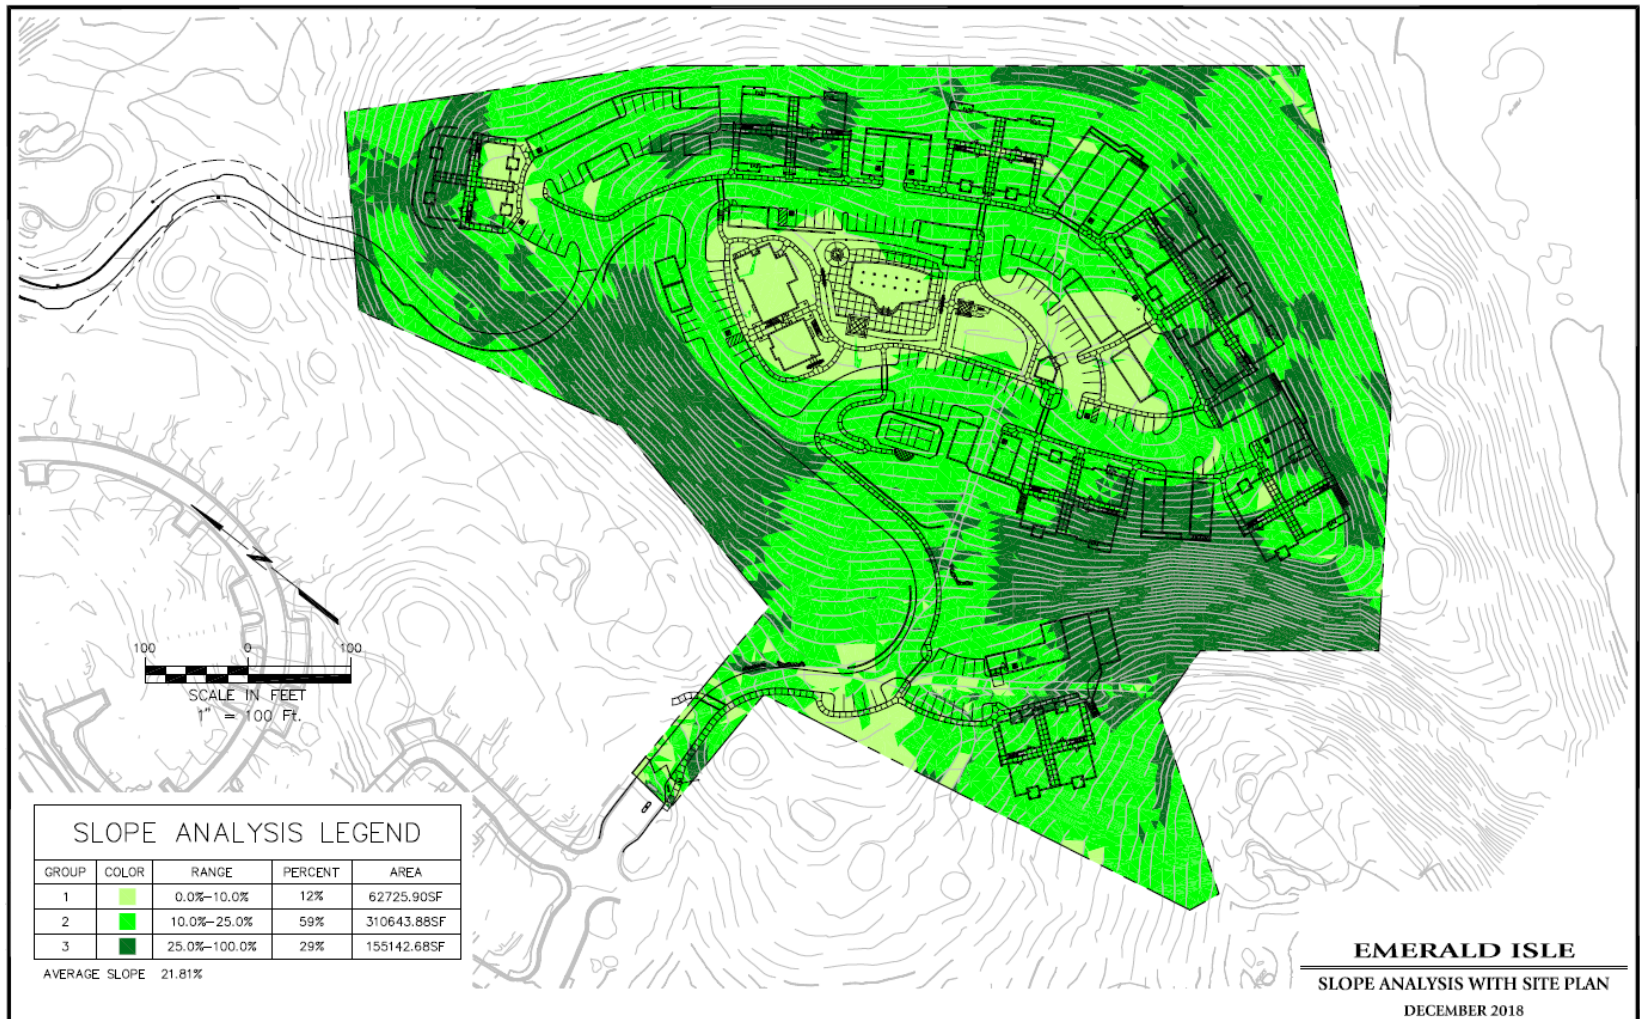 100 0 100
SCALE IN FEET
1" = 100 Ft.
SLOPE ANALYSIS LEGEND
GROUP COLOR RANGE PERCENT AREA
1 0.0%-10.0% 12% 62725.90SF
2 10.0%-25.0% 59% 310643.88SF
3 25.0%-100.0% 29% 155142.68SF
AVERAGE SLOPE 21.81%
EMERALD ISLE
SLOPE ANALYSIS WITH SITE PLAN
DECEMBER 2018